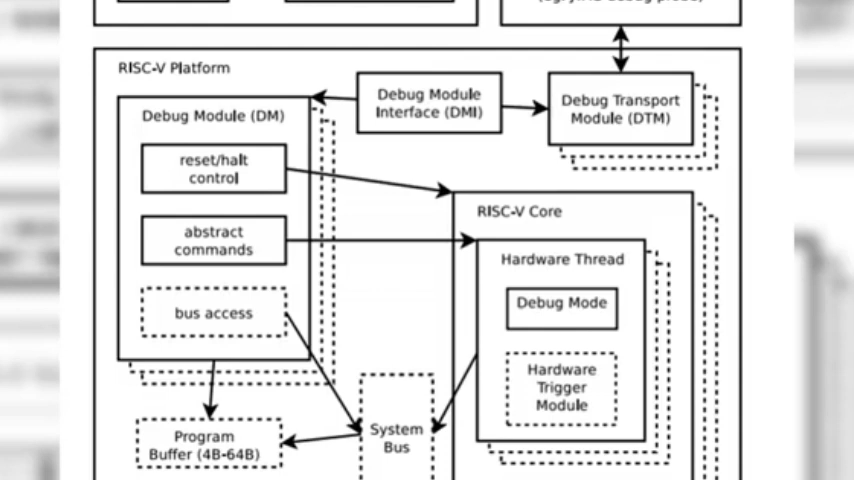 RISC-V Platform
Debug Module (DM)
reset/halt
control
abstract
commands
bus access
Debug Module
Interface (DMI)
Debug Transport
Module (DTM)
RISC-V Core
Hardware Thread
Debug Mode
Hardware
Trigger
Module
System
Bus
Program
Buffer (4B-64B)